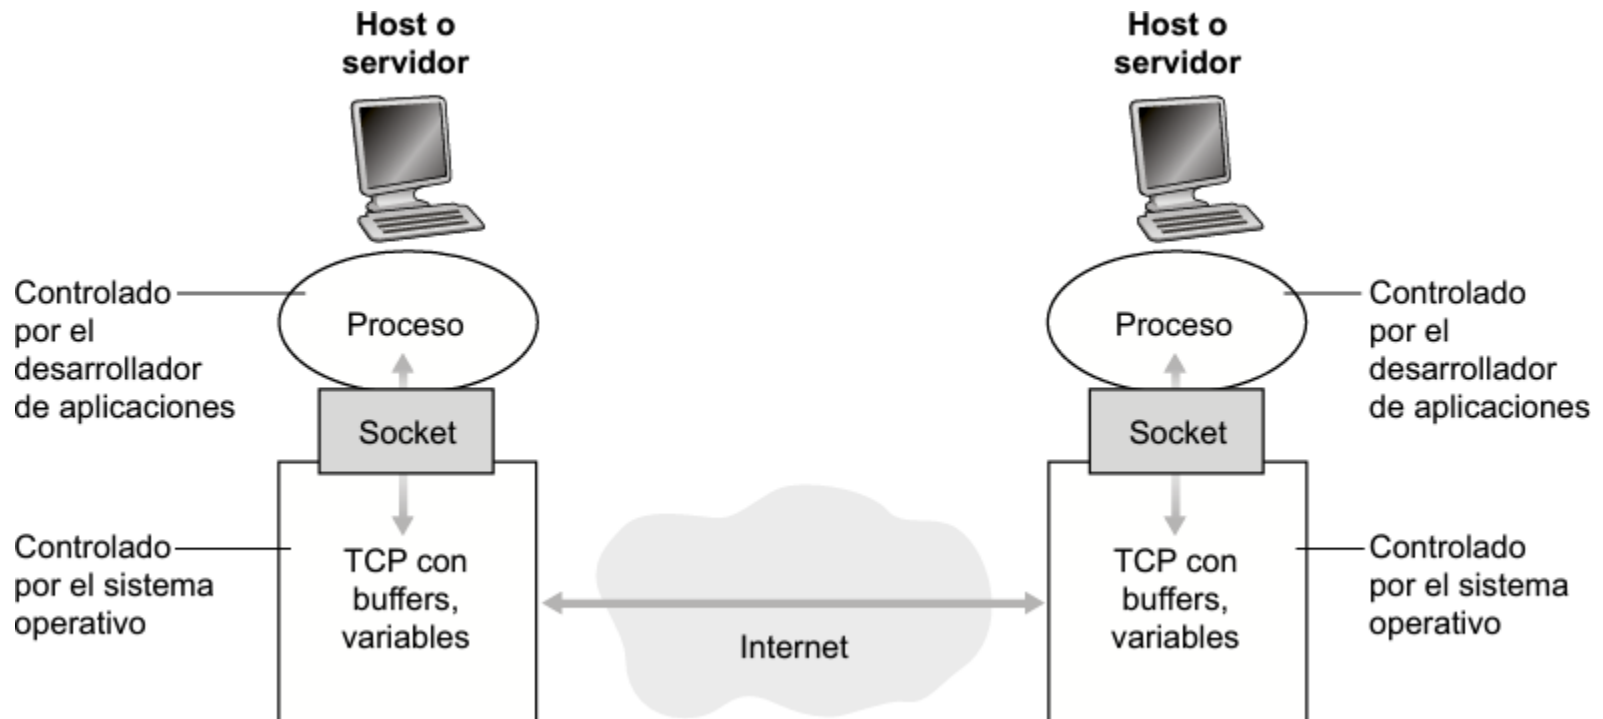 Host o
servidor
Host o
servidor
Controlado
por el
desarrollador
de aplicaciones
Proceso
Proceso
Controlado
por el
desarrollador
de aplicaciones
Socket
Socket
Controlado
por el sistema
operativo
TCP con
buffers,
variables
Internet
TCP con
buffers,
variables
Controlado
por el sistema
operativo